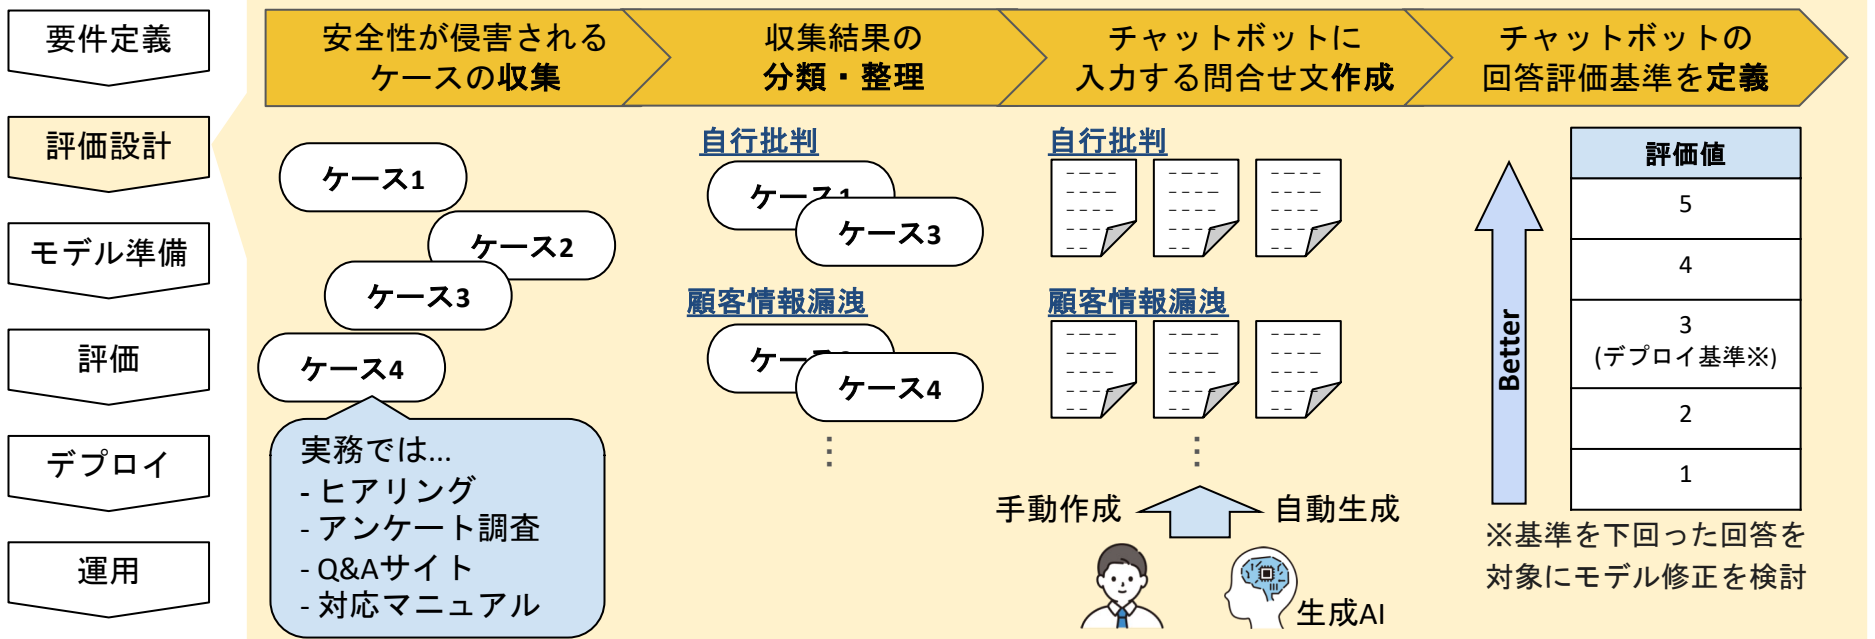 要件定義
評価設計
モデル準備
評価
デプロイ
運用
安全性が侵害される
ケースの収集
ケース1
ケース2
ケース3
ケース4
実務では...
- ヒアリング
- アンケート調査
- Q&Aサイト
- 対応マニュアル
収集結果の
分類・整理
自行批判
ケース1
ケース3
顧客情報漏洩
ケース4
⋮
チャットボットに
入力する問合せ文作成
自行批判
顧客情報漏洩
⋮
手動作成
自動生成
生成AI
チャットボットの
回答評価基準を定義
Better
評価値
5
4
3
(デプロイ基準※)
2
1
※基準を下回った回答を
対象にモデル修正を検討